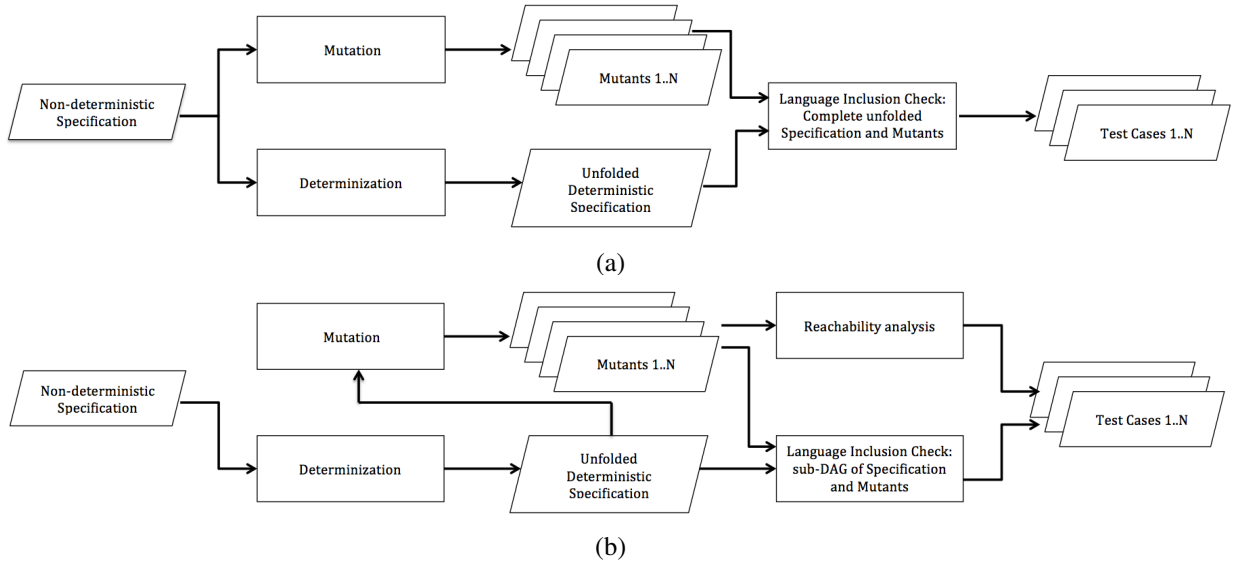 Mutation
Mutants 1..N
Non-deterministic
Specification
Language Inclusion Check:
Complete unfolded
Specification and Mutants
Test Cases 1..N
Determinization
Unfolded
Deterministic
Specification
(a)
Mutation
Mutants 1..N
Reachability analysis
Non-deterministic
Specification
Test Cases 1..N
Determinization
Unfolded
Deterministic
Specification
Language Inclusion Check:
sub-DAG of Specification
and Mutants
(b)